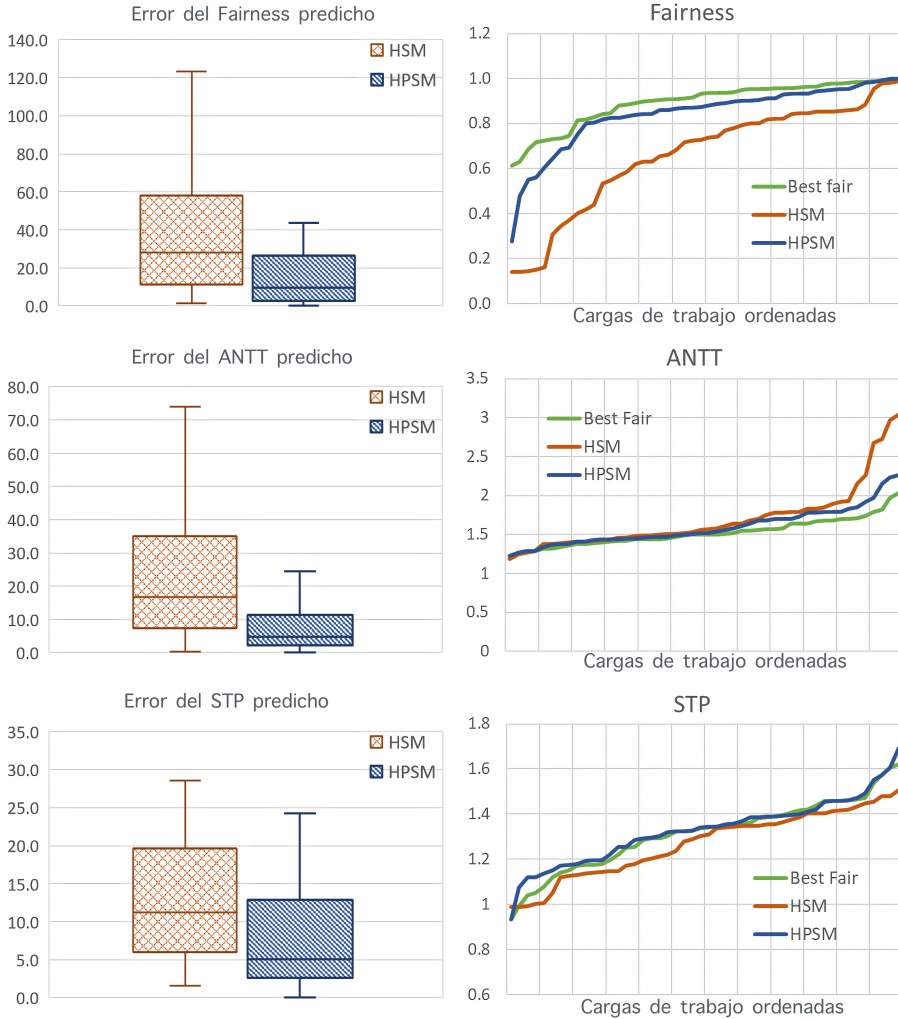 Error del Fairness predicho
140.0
120.0
100.0
80.0
60.0
40.0
20.0
0.0
HSM
HPSM
Fairness
1.2
1.0
0.8
0.6
0.4
0.2
0.0
Best fair
HSM
HPSM
Cargas de trabajo ordenadas
Error del ANTT predicho
80.0
70.0
60.0
50.0
40.0
30.0
20.0
10.0
0.0
HSM
HPSM
ANTT
3.5
3
2.5
2
1.5
1
0.5
0
Best Fair
HSM
HPSM
Cargas de trabajo ordenadas
Error del STP predicho
35.0
30.0
25.0
20.0
15.0
10.0
5.0
0.0
HSM
HPSM
STP
1.8
1.6
1.4
1.2
1
0.8
0.6
Best Fair
HSM
HPSM
Cargas de trabajo ordenadas